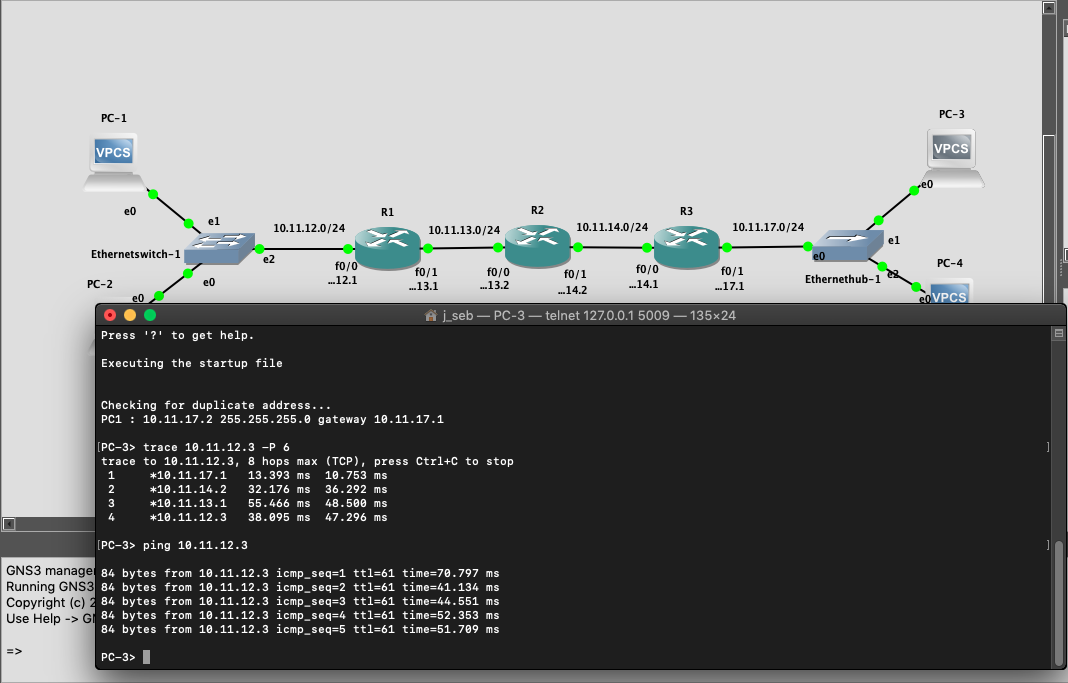 PC-1
VPCS
e0
e1
Ethernetswitch-1
e2
PC-2
e0
e0
10.11.12.0/24
R1
f0/0
...12.1
f0/1
...13.1
10.11.13.0/24
R2
f0/0
...13.2
f0/1
...14.2
10.11.14.0/24
R3
f0/0
...14.1
f0/1
...17.1
10.11.17.0/24
PC-3
VPCS
e0
e1
e0
Ethernethub-1
e2
PC-4
e0
VPCS
j_seb — PC-3 — telnet 127.0.0.1 5009 — 135×24
Press '?' to get help.
Executing the startup file
Checking for duplicate address...
PC1 : 10.11.17.2 255.255.255.0 gateway 10.11.17.1
[PC-3> trace 10.11.12.3 -P 6 ]
trace to 10.11.12.3, 8 hops max (TCP), press Ctrl+C to stop
1 *10.11.17.1 13.393 ms 10.753 ms
2 *10.11.14.2 32.176 ms 36.292 ms
3 *10.11.13.1 55.466 ms 48.500 ms
4 *10.11.12.3 38.095 ms 47.296 ms
[PC-3> ping 10.11.12.3 ]
84 bytes from 10.11.12.3 icmp_seq=1 ttl=61 time=70.797 ms
84 bytes from 10.11.12.3 icmp_seq=2 ttl=61 time=41.134 ms
84 bytes from 10.11.12.3 icmp_seq=3 ttl=61 time=44.551 ms
84 bytes from 10.11.12.3 icmp_seq=4 ttl=61 time=52.353 ms
84 bytes from 10.11.12.3 icmp_seq=5 ttl=61 time=51.709 ms
PC-3>
GNS3 manage
Running GNS3
Copyright (c) 2
Use Help -> G
=>